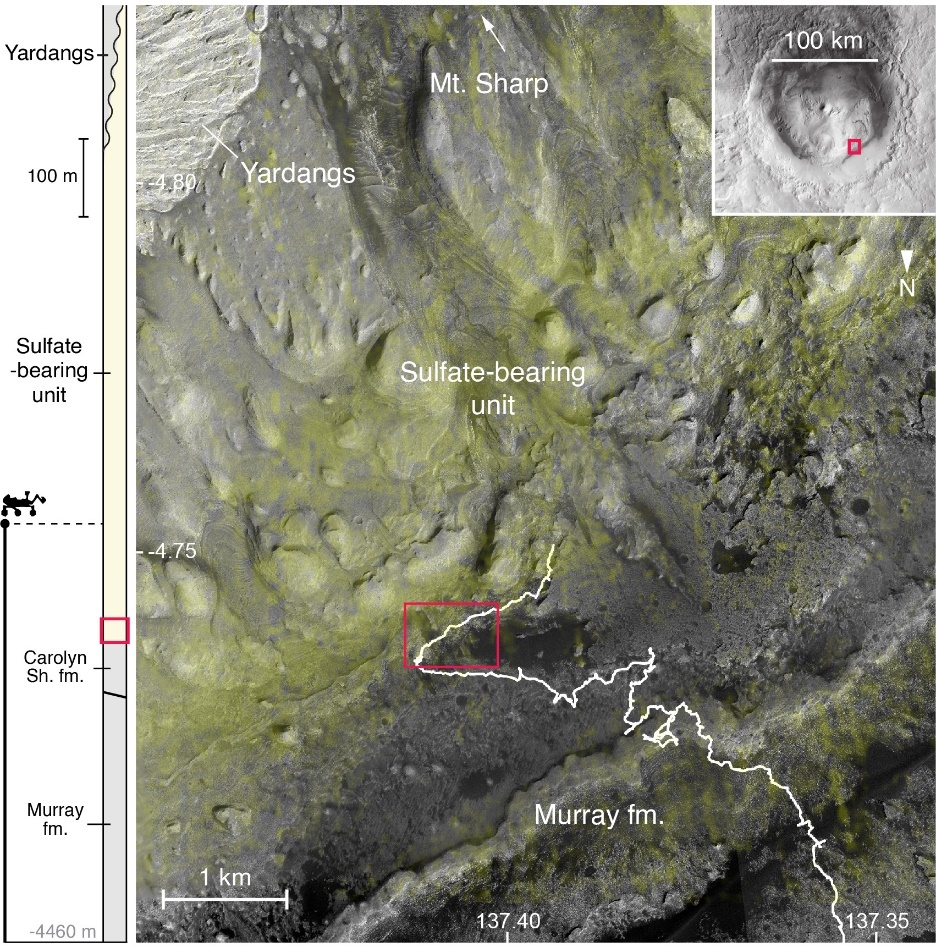 Yardangs
100 m
Sulfate
-bearing
unit
Carolyn
Sh. fm.
Murray
fm.
-4460 m
Mt. Sharp
100 km
Yardangs
-4.80
N
Sulfate-bearing
unit
-4.75
Murray fm.
1 km
137.40
137.35